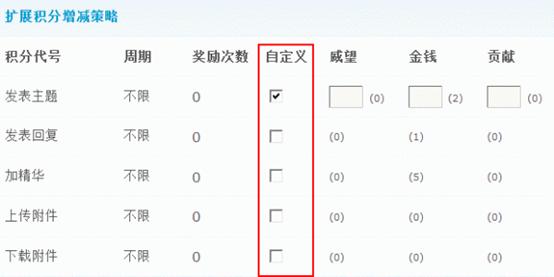 扩展积分增减策略
积分代号 周期 奖励次数 自定义 威望 金钱 贡献
发表主题 不限 0 (0) (2) (0)
发表回复 不限 0 (0) (1) (0)
加精华 不限 0 (0) (5) (0)
上传附件 不限 0 (0) (0) (0)
下载附件 不限 0 (0) (0) (0)